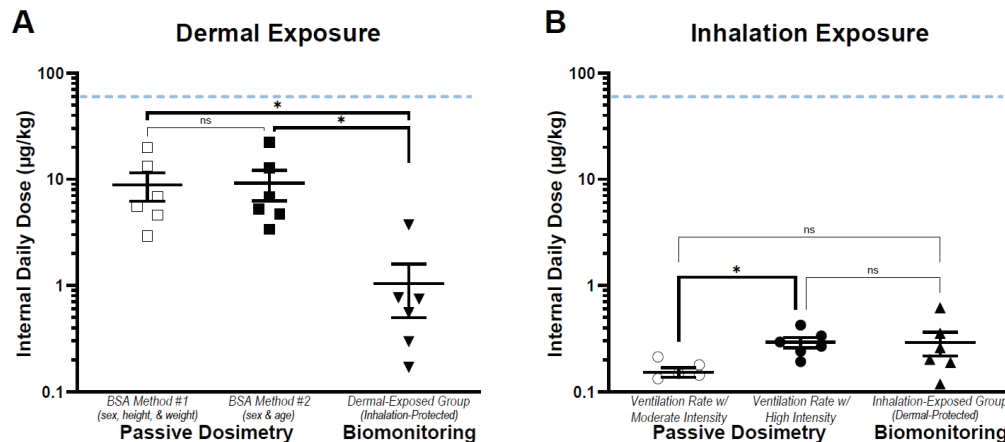 A
Dermal Exposure
Internal Daily Dose (µg/kg)
100
10
1
0.1
*
ns
*
BSA Method #1
(sex, height, & weight)
BSA Method #2
(sex & age)
Dermal-Exposed Group
(Inhalation-Protected)
Passive Dosimetry
Biomonitoring
B
Inhalation Exposure
Internal Daily Dose (µg/kg)
100
10
1
0.1
ns
*
ns
Ventilation Rate w/
Moderate Intensity
Ventilation Rate w/
High Intensity
Inhalation-Exposed Group
(Dermal-Protected)
Passive Dosimetry
Biomonitoring